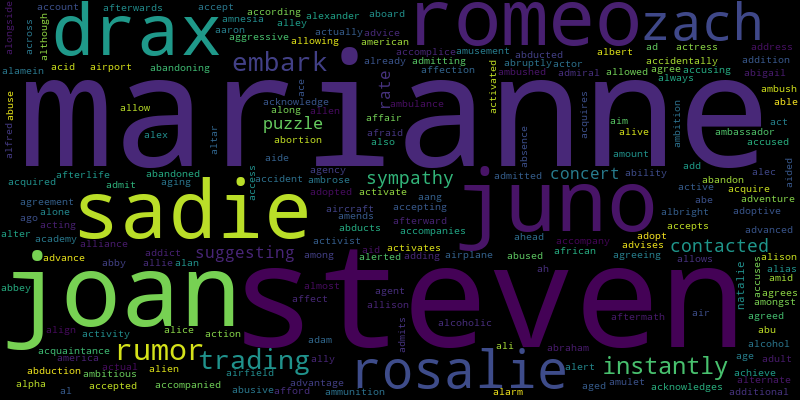 account afterwards accept according alexander aboard
drax romeo zach
alongside although across amnesia aaron alley aggressive allowing actually advice american accomplice amusement albert ad actress address
alamein acid airport abandoning embark already admitting affection abducted abruptly actor accidentally agree accusing addition
abuse alfred allow marianne rate ace acknowledge along allen ambulance activated ambushed admiral allowed always abigail ambush able
alex altar puzzle abortion affair afraid also absence acquires aim alive amount ambition ambassador accused act
acquired afterlife admit abandoned aging access aide accident agency ambrose adopted sympathy activate aang admitted concert ability add active abandon acquire alec aided adventure
agreement ago alone acting alter academy alliance sadie aircraft amends activist abducts accepting afterward accompanies juno ahead accompany african abe albright accepts adopt advises adoptive advanced contacted
abbey advance abby addict allie alan suggesting among aid alerted activates adding airplane abused ah agreeing allows natalie accuses alison alias amid agrees amongst
joan almost affect agent allison steven aftermath air agreed abu
align activity alice action admits alcoholic adam ali abraham alcohol
acquaintance america actual rumor alien trading ally rosalie alert instantly age adult achieve alternate
abduction alpha ambitious al accepted accompanied airfield abusive afford advantage ammunition alarm aged amulet acknowledges additional